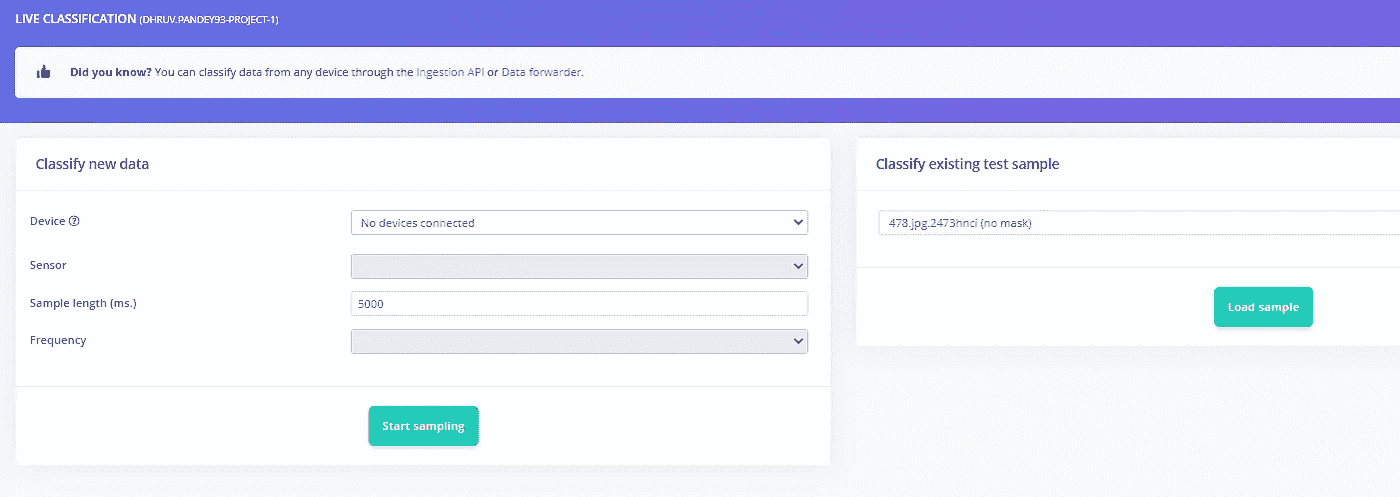 LIVE CLASSIFICATION (DHRUV.PANDEY93-PROJECT-1)
Did you know? You can classify data from any device through the Ingestion API or Data forwarder.
Classify new data
Device
No devices connected
Sensor
Sample length (ms.)
5000
Frequency
Start sampling
Classify existing test sample
478.jpg.2473hnci (no mask)
Load sample